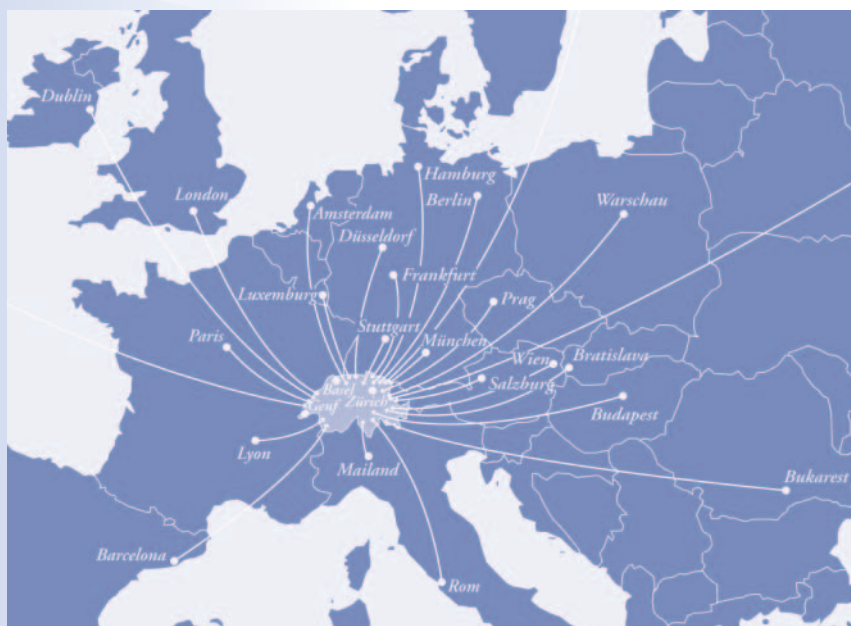 Dublin
Hamburg
London
Berlin
Warschau
Amsterdam
Düsseldorf
Frankfurt
Luxemburg
Prag
Paris
Stuttgart
München
Wien
Bratislava
Basel
Salzburg
Genf
Zürich
Budapest
Lyon
Mailand
Bukarest
Barcelona
Rom